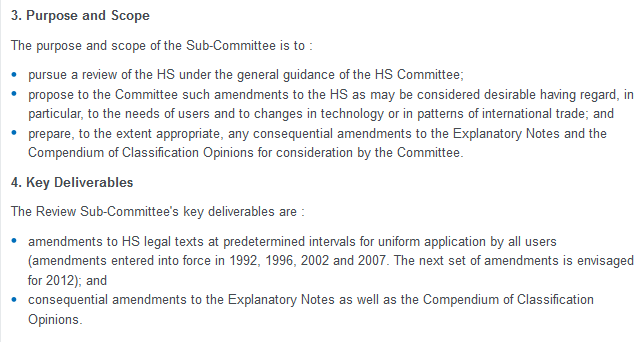 3. Purpose and Scope
The purpose and scope of the Sub-Committee is to :
• pursue a review of the HS under the general guidance of the HS Committee;
• propose to the Committee such amendments to the HS as may be considered desirable having regard, in
particular, to the needs of users and to changes in technology or in patterns of international trade; and
• prepare, to the extent appropriate, any consequential amendments to the Explanatory Notes and the
Compendium of Classification Opinions for consideration by the Committee.
4. Key Deliverables
The Review Sub-Committee's key deliverables are :
• amendments to HS legal texts at predetermined intervals for uniform application by all users
(amendments entered into force in 1992, 1996, 2002 and 2007. The next set of amendments is envisaged
for 2012); and
• consequential amendments to the Explanatory Notes as well as the Compendium of Classification
Opinions.